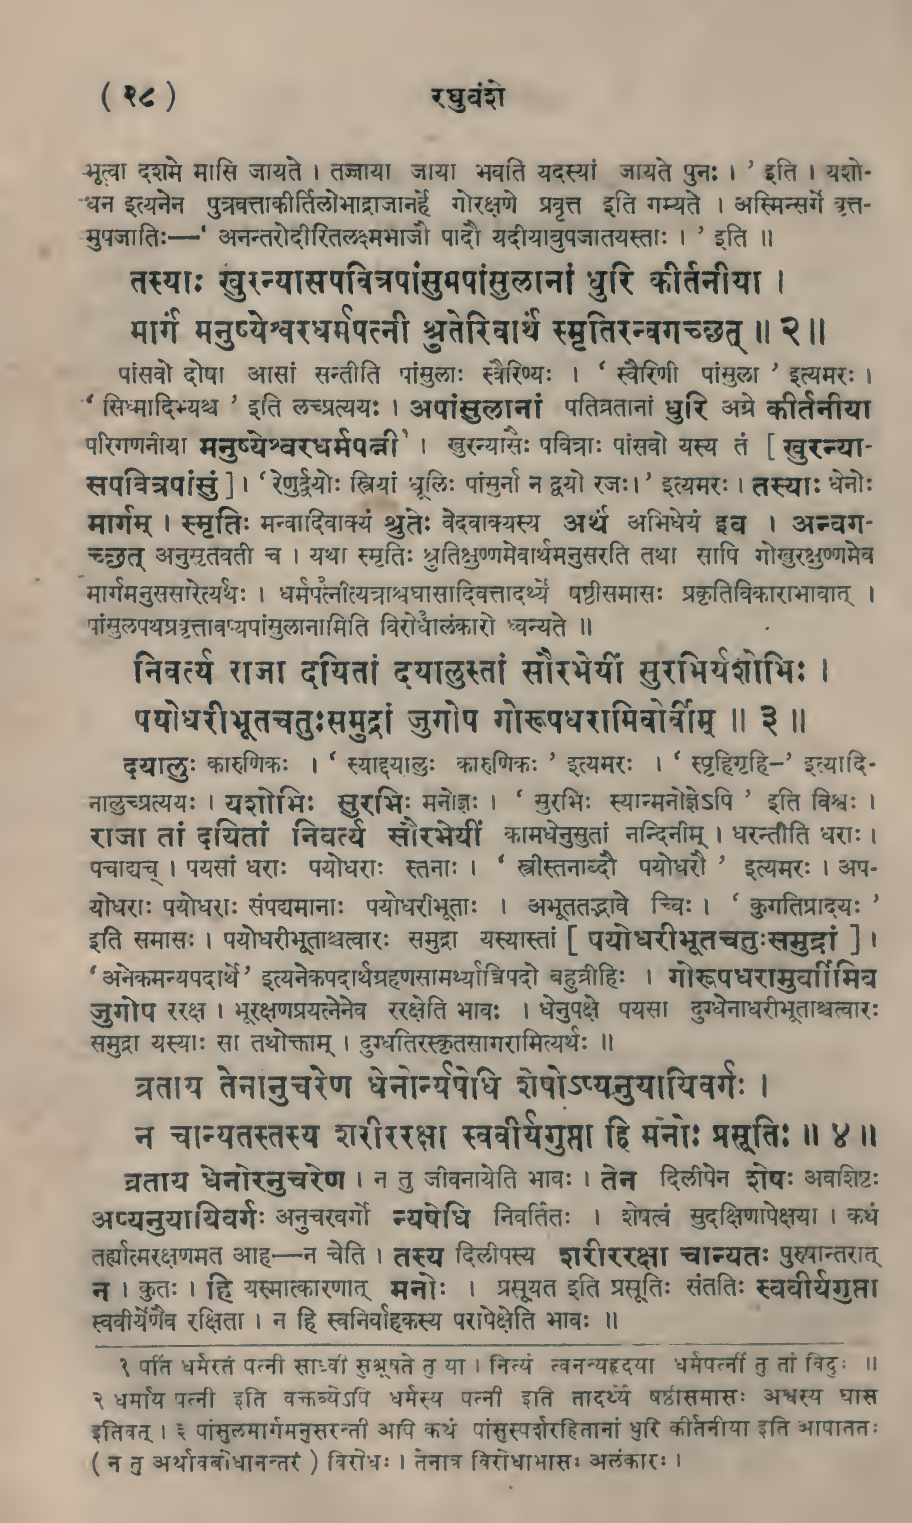 ( २८ ) रघुवंशे
भूत्वा दशमे मासि जायते । तज्जाया जाया भवति यदस्यां जायते पुनः । ' इति । यशो-
धन इत्यनेन पुत्रवत्ताकीर्तिलोभाद्राजानर्हे गोरक्षणे प्रवृत्त इति गम्यते । अस्मिन्सर्गे वृत्त-
मुपजातिः—' अनन्तरोदीरितलक्ष्मभाजौ पादौ यदीयावुपजातयस्ताः । ' इति ॥
तस्याः खुरन्यासपवित्रपांसुमपांसुलानां धुरि कीर्तनीया ।
मार्गं मनुष्येश्वरधर्मपत्नी श्रुतेरिवार्थं स्मृतिरन्वगच्छत् ॥ २ ॥
पांसवो दोषा आसां सन्तीति पांसुलाः स्वैरिण्यः । ' स्वैरिणी पांसुला ' इत्यमरः ।
' सिध्मादिभ्यश्च ' इति लच्प्रत्ययः । अपांसुलानां पतिव्रतानां धुरि अग्रे कीर्तनीया
परिगणनीया मनुष्येश्वरधर्मपत्नी१ । खुरन्यासैः पवित्राः पांसवो यस्य तं [ खुरन्या-
सपवित्रपांसुं ] । ' रेणुर्द्वयोः स्त्रियां धूलिः पांसुर्ना न द्वयो रजः। ' इत्यमरः । तस्याः धेनोः
मार्गम् । स्मृतिः मन्वादिवाक्यं श्रुतेः वेदवाक्यस्य अर्थं अभिधेयं इव । अन्वग-
च्छत् अनुसृतवती च । यथा स्मृतिः श्रुतिक्षुण्णमेवार्थमनुसरति तथा सापि गोखुरक्षुण्णमेव
मार्गमनुससारेत्यर्थः । धर्मपत्नीत्यत्राश्वघासादिवत्तादर्थ्ये षष्ठीसमासः प्रकृतिविकाराभावात् ।
पांसुलपथप्रवृत्तावप्यपांसुलानामिति विरोधालंकारो ध्वन्यते ॥
निवर्त्य राजा दयितां दयालुस्तां सौरभेयीं सुरभिर्यशोभिः ।
पयोधरीभूतचतुःसमुद्रां जुगोप गोरूपधरामिवोर्वीम् ॥ ३ ॥
दयालुः कारुणिकः । ' स्याद्दयालुः कारुणिकः ' इत्यमरः । ' स्पृहिगृहि–' इत्यादि-
नालुच्प्रत्ययः । यशोभिः सुरभिः मनोज्ञः । ' सुरभिः स्यान्मनोज्ञेऽपि ' इति विश्वः ।
राजा तां दयितां निवर्त्य सौरभेयीं कामधेनुसुतां नन्दिनीम् । धरन्तीति धराः ।
पचाद्यच् । पयसां धराः पयोधराः स्तनाः । ' स्त्रीस्तनाब्दौ पयोधरौ ' इत्यमरः । अप-
योधराः पयोधराः संपद्यमानाः पयोधरीभूताः । अभूततद्भावे च्विः । ' कुगतिप्रादयः '
इति समासः । पयोधरीभूताश्चत्वारः समुद्रा यस्यास्तां [ पयोधरीभूतचतुःसमुद्रां ] ।
' अनेकमन्यपदार्थे ' इत्यनेकपदार्थग्रहणसामर्थ्यान्त्रिपदो बहुव्रीहिः । गोरूपधरामुर्वीमिव
जुगोप ररक्ष । भूरक्षणप्रयत्नेनेव ररक्षेति भावः । धेनुपक्षे पयसा दुग्धेनाधरीभूताश्चत्वारः
समुद्रा यस्याः सा तथोक्ताम् । दुग्धतिरस्कृतसागरामित्यर्थः ॥
व्रताय तेनानुचरेण धेनोर्न्यषेधि शेषोऽप्यनुयायिवर्गः ।
न चान्यतस्तस्य शरीररक्षा स्ववीर्यगुप्ता हि मनोः प्रसूतिः ॥ ४ ॥
व्रताय धेनोरनुचरेण । न तु जीवनायेति भावः । तेन दिलीपेन शेषः अवशिष्टः
अप्यनुयायिवर्गः अनुचरवर्गो न्यषेधि निवर्तितः । शेषत्वं सुदक्षिणापेक्षया । कथं
तर्ह्यात्मरक्षणमत आह—न चेति । तस्य दिलीपस्य शरीररक्षा चान्यतः पुरुषान्तरात्
न । कुतः । हि यस्मात्कारणात् मनोः । प्रसूयत इति प्रसूतिः संततिः स्ववीर्यगुप्ता
स्ववीर्येणैव रक्षिता । न हि स्वनिर्वाहकस्य परापेक्षेति भावः ॥
१ पतिं धर्मरतं पत्नी साध्वी सुश्रूषते तु या । नित्यं त्वनन्यहृदया धर्मपत्नीं तु तां विदुः ॥
२ धर्माय पत्नी इति वक्तव्येऽपि धर्मस्य पत्नी इति तादर्थ्ये षष्ठीसमासः अश्वस्य घास
इतिवत् । ३ पांसुलमार्गमनुसरन्ती अपि कथं पांसुस्पर्शरहितानां धुरि कीर्तनीया इति आपाततः
( न तु अर्थावबोधानन्तरं ) विरोधः । तेनात्र विरोधाभासः अलंकारः ।